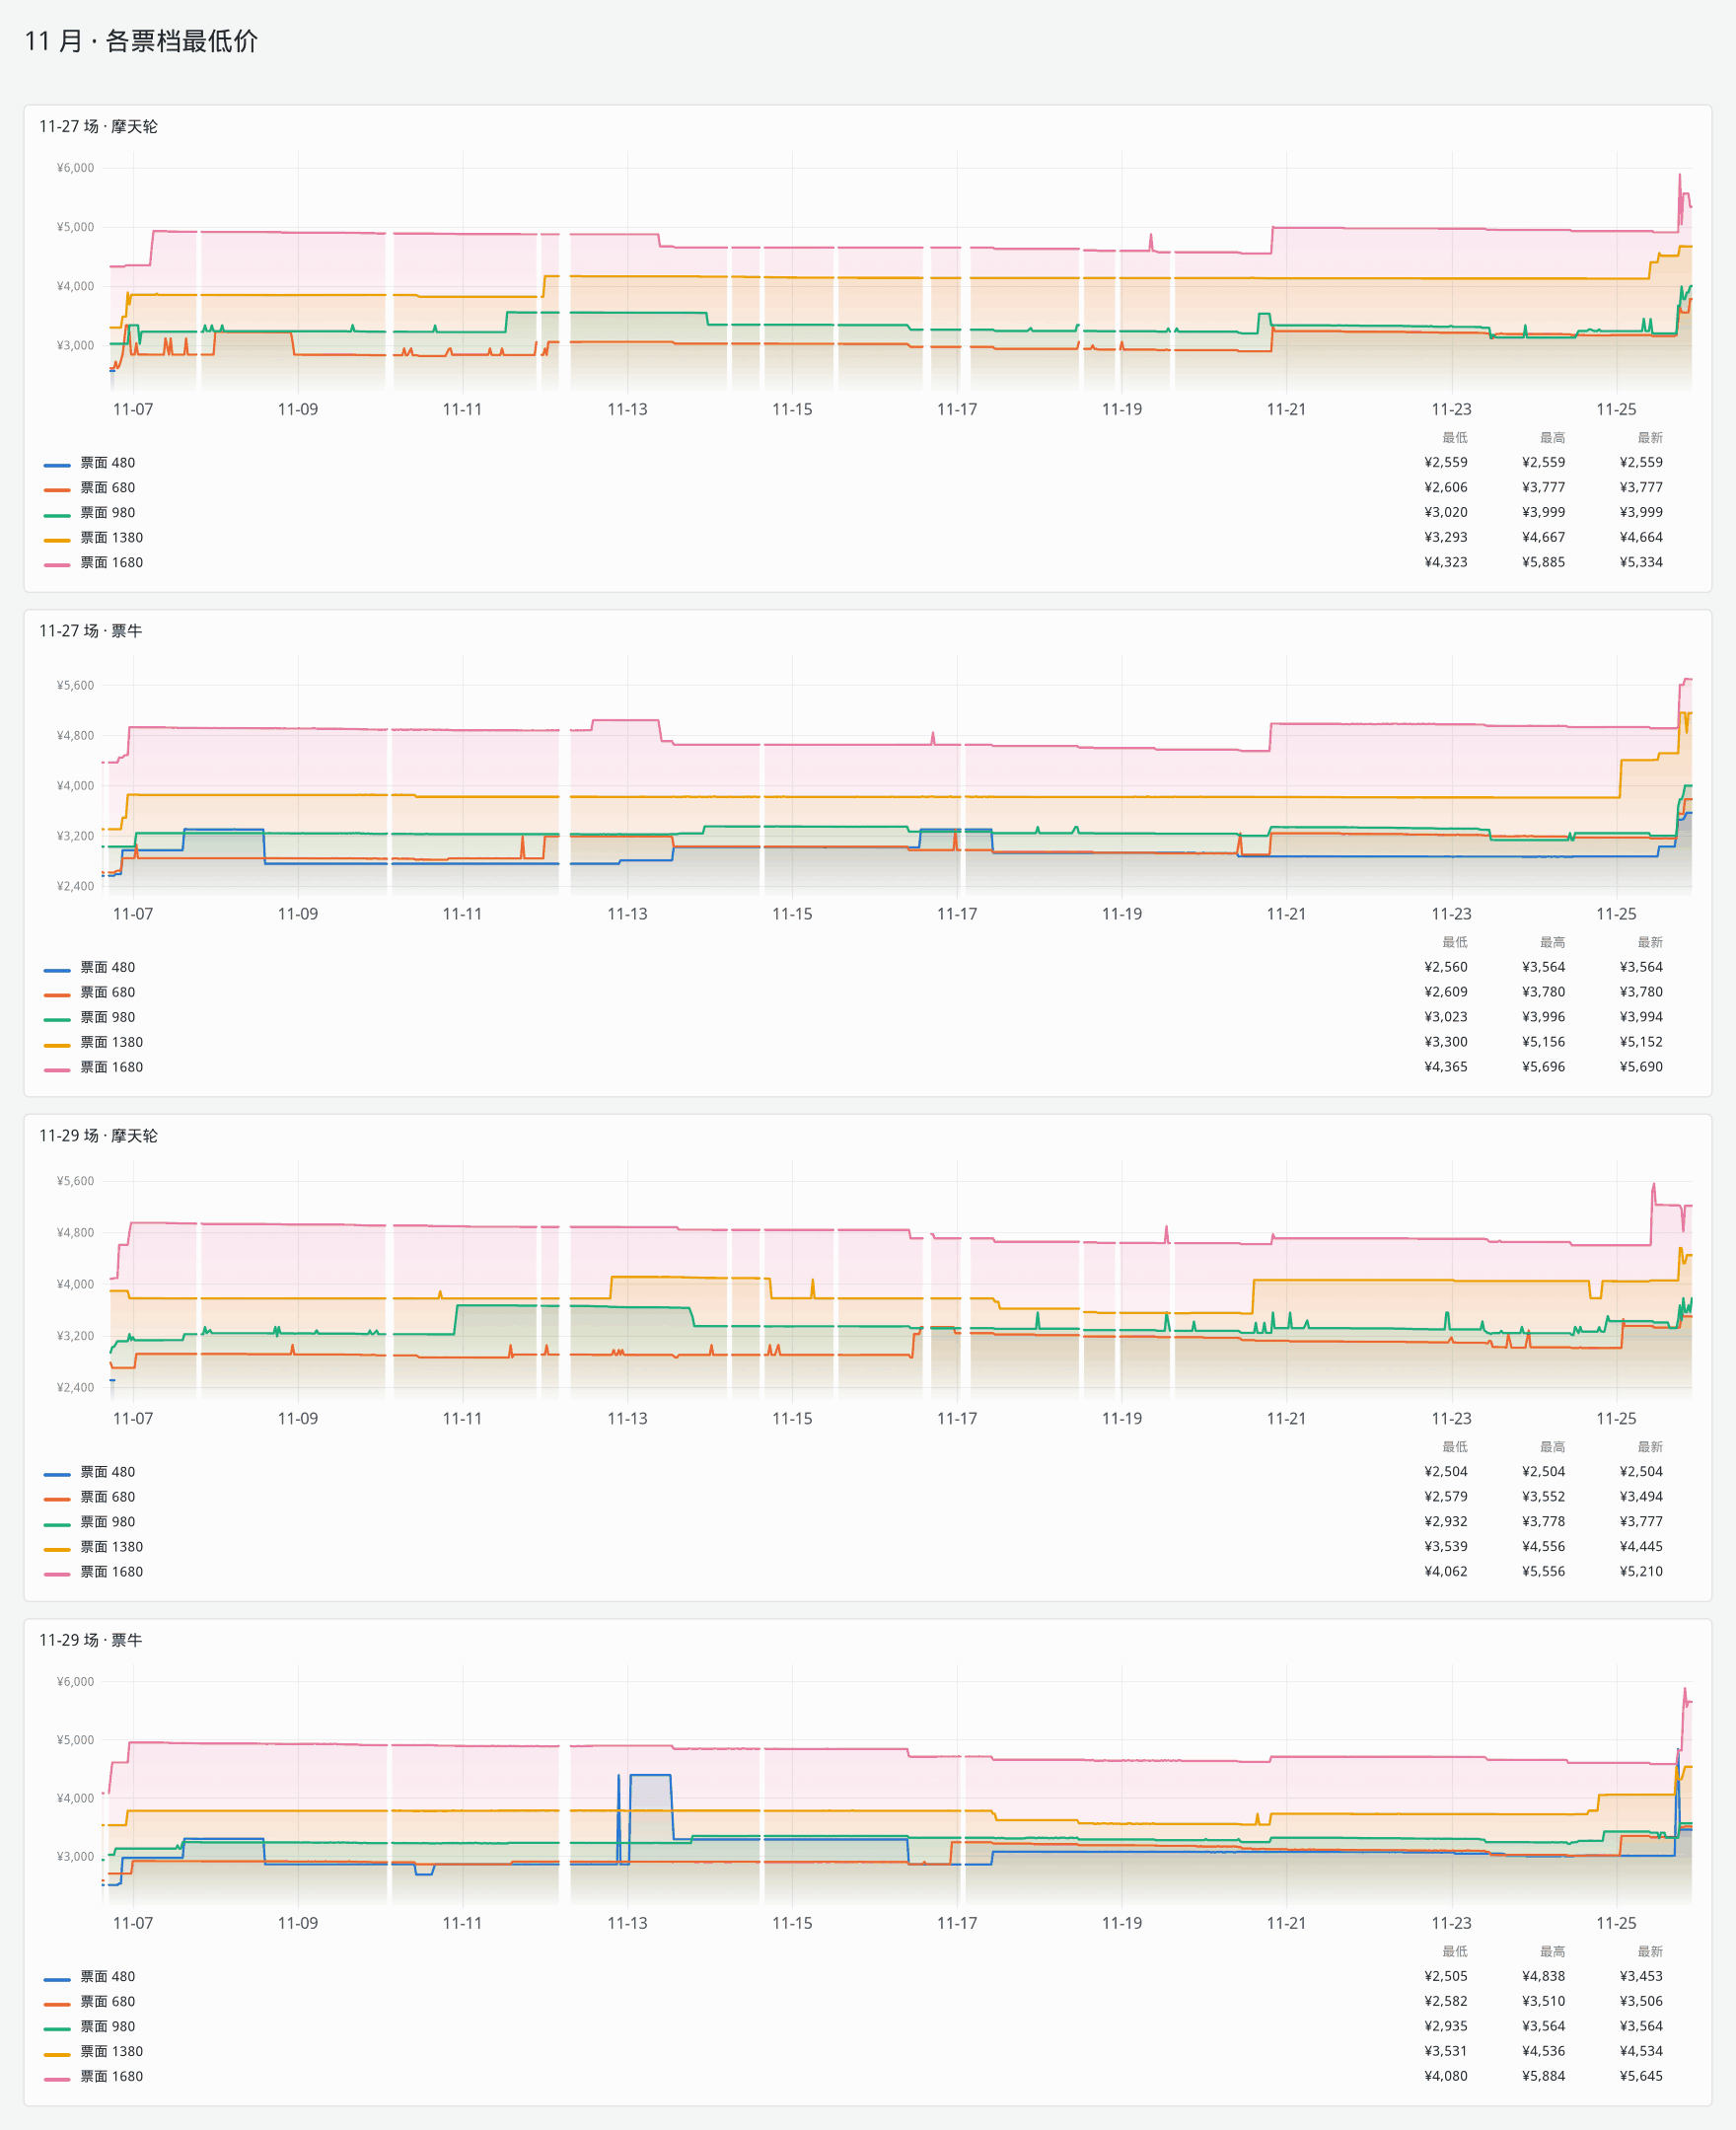 11 月 · 各票档最低价
11-27 场 · 摩天轮
¥6,000
¥5,000
¥4,000
¥3,000
11-07 11-09 11-11 11-13 11-15 11-17 11-19 11-21 11-23 11-25
最低 最高 最新
票面 480 ¥2,559 ¥2,559 ¥2,559
票面 680 ¥2,606 ¥3,777 ¥3,777
票面 980 ¥3,020 ¥3,999 ¥3,999
票面 1380 ¥3,293 ¥4,667 ¥4,664
票面 1680 ¥4,323 ¥5,885 ¥5,334
11-27 场 · 票牛
¥5,600
¥4,800
¥4,000
¥3,200
¥2,400
11-07 11-09 11-11 11-13 11-15 11-17 11-19 11-21 11-23 11-25
最低 最高 最新
票面 480 ¥2,560 ¥3,564 ¥3,564
票面 680 ¥2,609 ¥3,780 ¥3,780
票面 980 ¥3,023 ¥3,996 ¥3,994
票面 1380 ¥3,300 ¥5,156 ¥5,152
票面 1680 ¥4,365 ¥5,696 ¥5,690
11-29 场 · 摩天轮
¥5,600
¥4,800
¥4,000
¥3,200
¥2,400
11-07 11-09 11-11 11-13 11-15 11-17 11-19 11-21 11-23 11-25
最低 最高 最新
票面 480 ¥2,504 ¥2,504 ¥2,504
票面 680 ¥2,579 ¥3,552 ¥3,494
票面 980 ¥2,932 ¥3,778 ¥3,777
票面 1380 ¥3,539 ¥4,556 ¥4,445
票面 1680 ¥4,062 ¥5,556 ¥5,210
11-29 场 · 票牛
¥6,000
¥5,000
¥4,000
¥3,000
11-07 11-09 11-11 11-13 11-15 11-17 11-19 11-21 11-23 11-25
最低 最高 最新
票面 480 ¥2,505 ¥4,838 ¥3,453
票面 680 ¥2,582 ¥3,510 ¥3,506
票面 980 ¥2,935 ¥3,564 ¥3,564
票面 1380 ¥3,531 ¥4,536 ¥4,534
票面 1680 ¥4,080 ¥5,884 ¥5,645